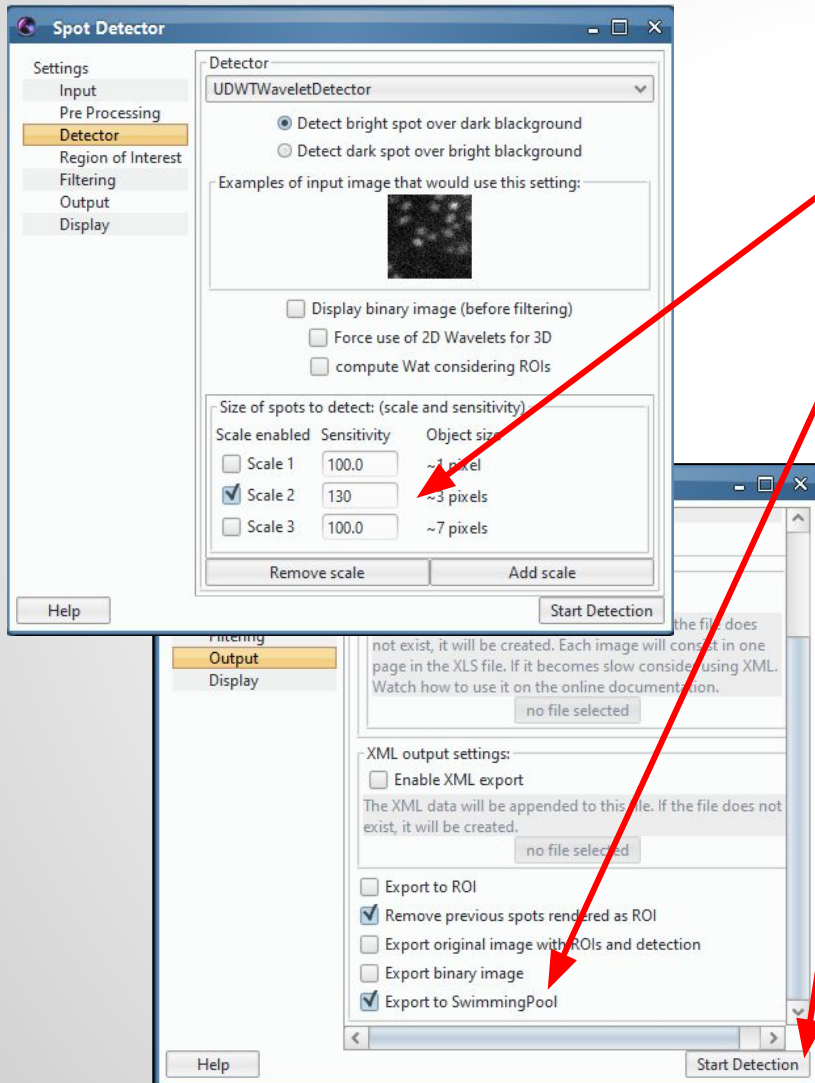 Spot Detector
Settings
Input
Pre Processing
Detector
Region of Interest
Filtering
Output
Display
Detector
UDWTWaveletDetector
Detect bright spot over dark blackground
Detect dark spot over bright blackground
Examples of input image that would use this setting:
Display binary image (before filtering)
Force use of 2D Wavelets for 3D
compute Wat considering ROIs
Size of spots to detect: (scale and sensitivity)
Scale enabled Sensitivity Object size
Scale 1 100.0 ~1 pixel
Scale 2 130 ~3 pixels
Scale 3 100.0 ~7 pixels
Remove scale Add scale
Help Start Detection
Filtering
Output
Display
the file does
not exist, it will be created. Each image will consist in one
page in the XLS file. If it becomes slow consider using XML.
Watch how to use it on the online documentation.
no file selected
XML output settings:
Enable XML export
The XML data will be appended to this file. If the file does not
exist, it will be created.
no file selected
Export to ROI
Remove previous spots rendered as ROI
Export original image with ROIs and detection
Export binary image
Export to SwimmingPool
Help Start Detection